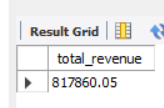 Result Grid
total_revenue
817860.05